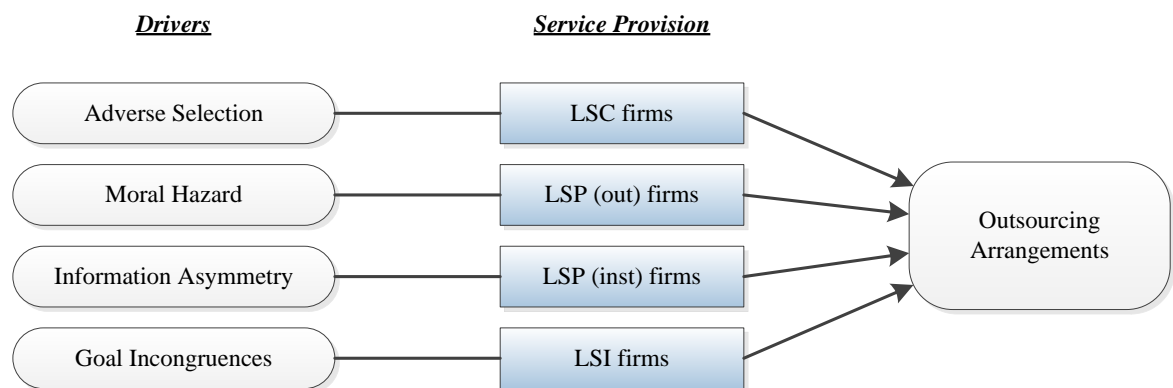 Drivers
Service Provision
Adverse Selection
LSC firms
Moral Hazard
LSP (out) firms
Outsourcing
Arrangements
Information Asymmetry
LSP (inst) firms
Goal Incongruences
LSI firms